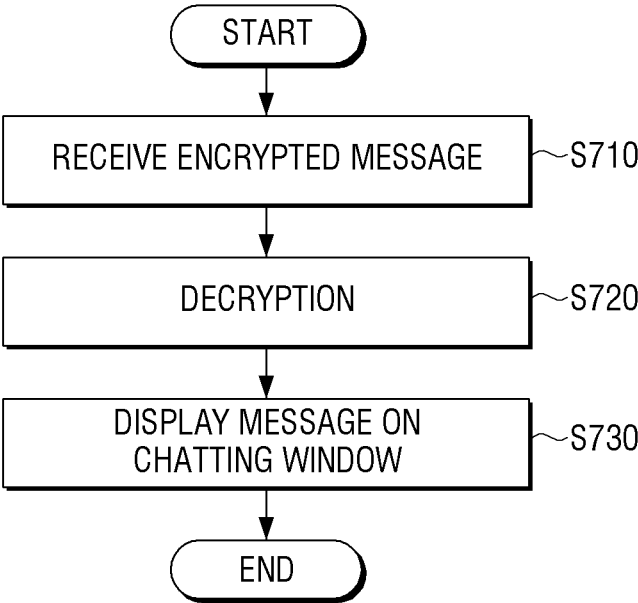 START
RECEIVE ENCRYPTED MESSAGE
S710
DECRYPTION
S720
DISPLAY MESSAGE ON
CHATTING WINDOW
S730
END